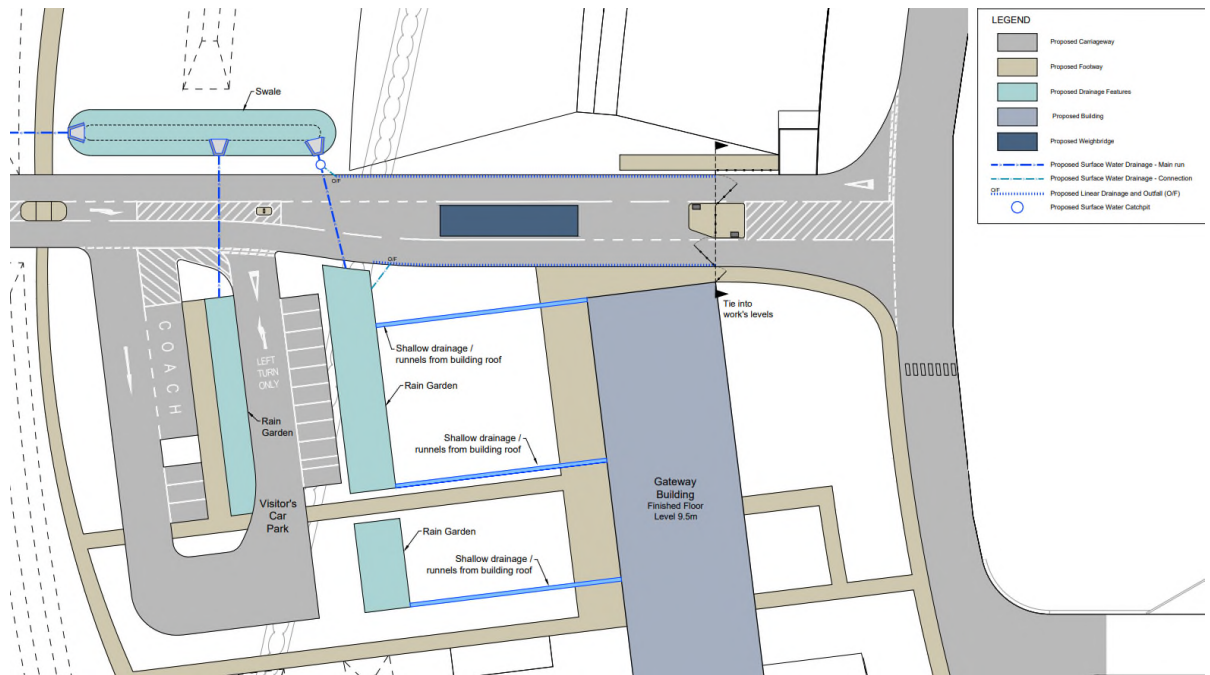 LEGEND
Proposed Carriageway
Proposed Footway
Proposed Drainage Features
Proposed Building
Proposed Weighbridge
Proposed Surface Water Drainage - Main run
Proposed Surface Water Drainage - Connection
O/F
Proposed Linear Drainage and Outfall (O/F)
Proposed Surface Water Catchpit
Swale
O/F
O/F
Tie into
work's levels
COACH
LEFT
TURN
ONLY
Shallow drainage /
runnels from building roof
Rain Garden
Rain
Garden
Shallow drainage /
runnels from building roof
Visitor's
Car
Park
Gateway
Building
Finished Floor
Level 9.5m
Rain Garden
Shallow drainage /
runnels from building roof